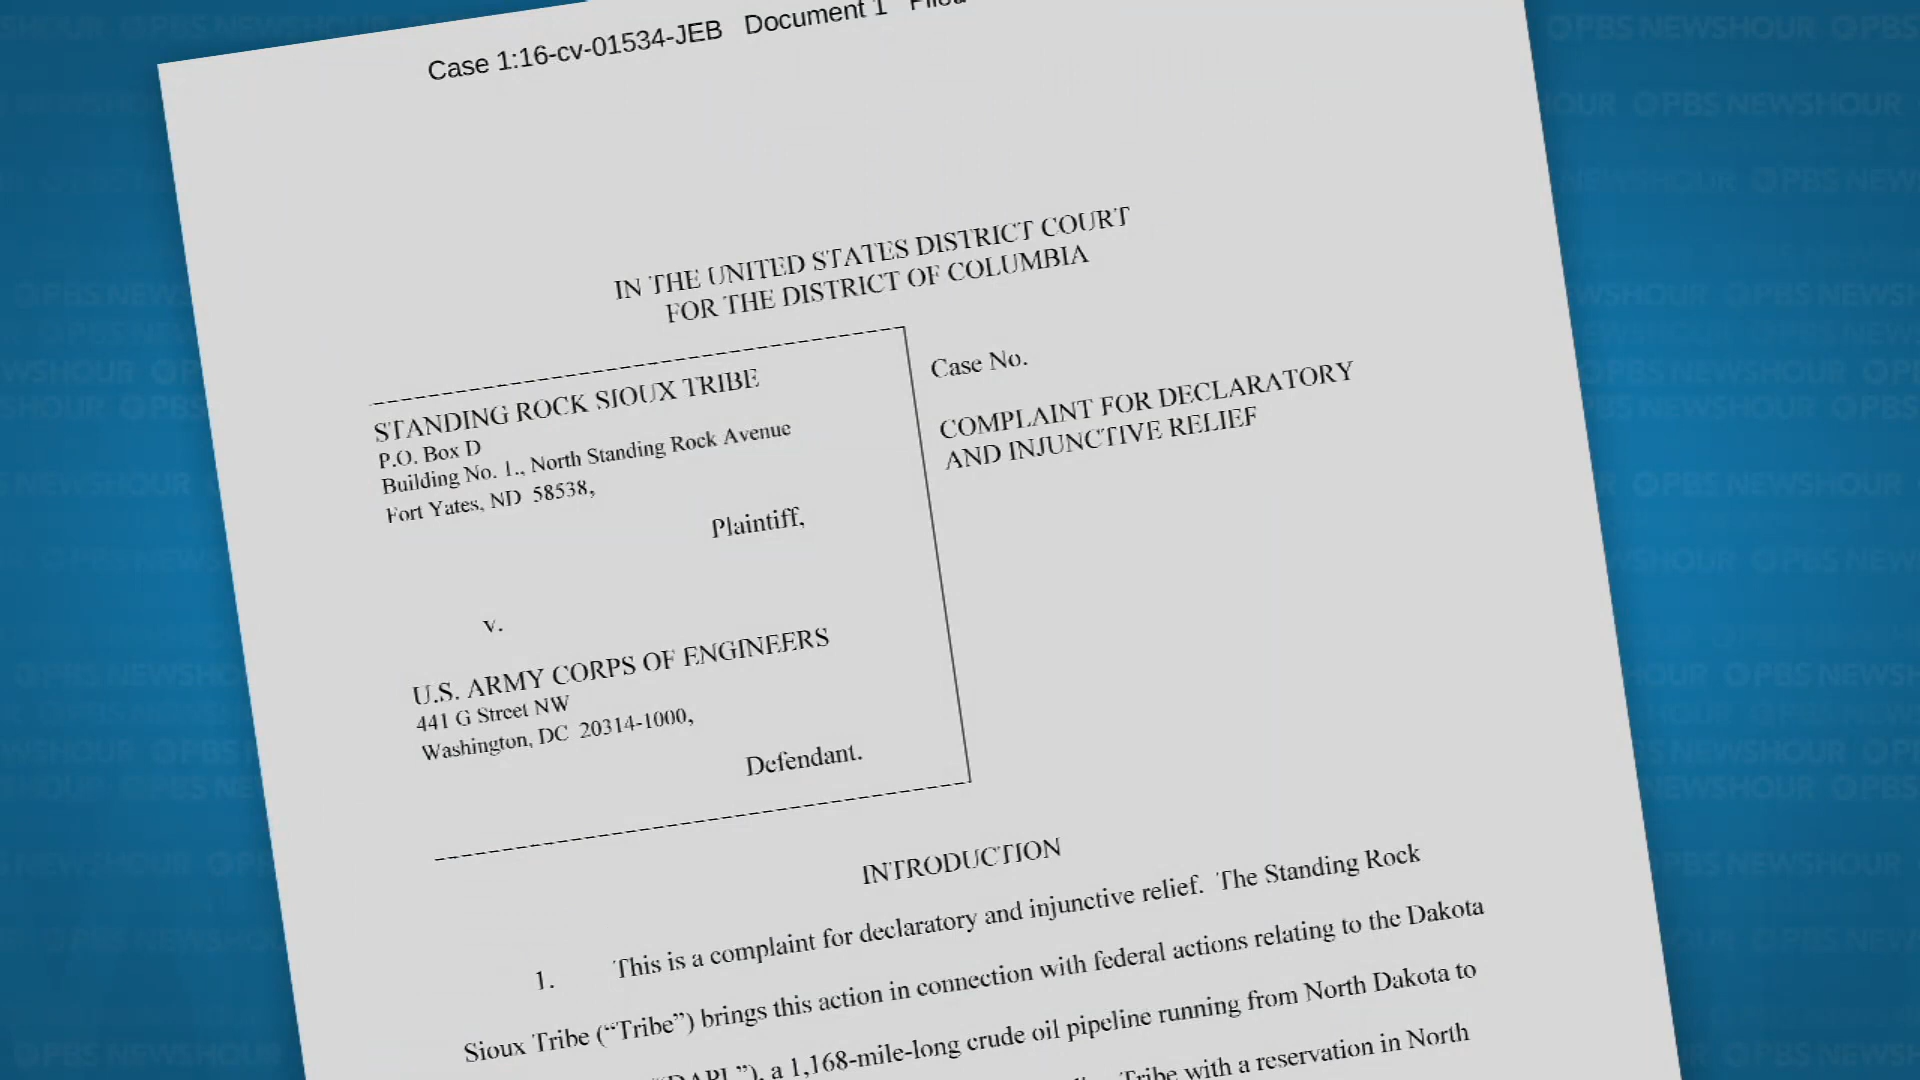 Case 1:16-cv-01534-JEB Document 1
IN THE UNITED STATES DISTRICT COURT
FOR THE DISTRICT OF COLUMBIA
STANDING ROCK SIOUX TRIBE
P.O. Box D
Building No. 1., North Standing Rock Avenue
Fort Yates, ND 58538,
Plaintiff,
v.
U.S. ARMY CORPS OF ENGINEERS
441 G Street NW
Washington, DC 20314-1000,
Defendant.
Case No.
COMPLAINT FOR DECLARATORY
AND INJUNCTIVE RELIEF
INTRODUCTION
1. This is a complaint for declaratory and injunctive relief. The Standing Rock
Sioux Tribe (“Tribe”) brings this action in connection with federal actions relating to the Dakota
“DAPL”), a 1,168-mile-long crude oil pipeline running from North Dakota to
Tribe with a reservation in North
PBS NEWSHOUR